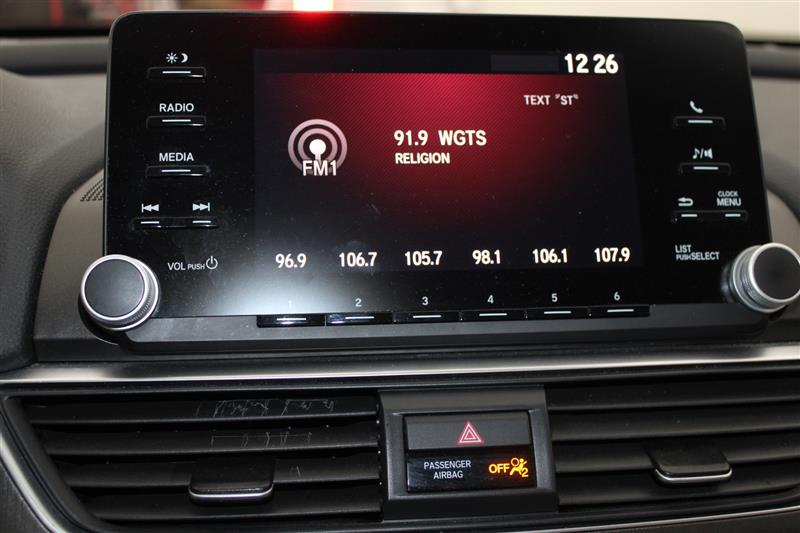 12 26
RADIO
TEXT "ST"
91.9 WGTS
FM1
RELIGION
MEDIA
CLOCK
MENU
VOL PUSH
LIST
PUSH SELECT
96.9 106.7 105.7 98.1 106.1 107.9
1 2 3 4 5 6
PASSENGER
AIRBAG
OFF 2